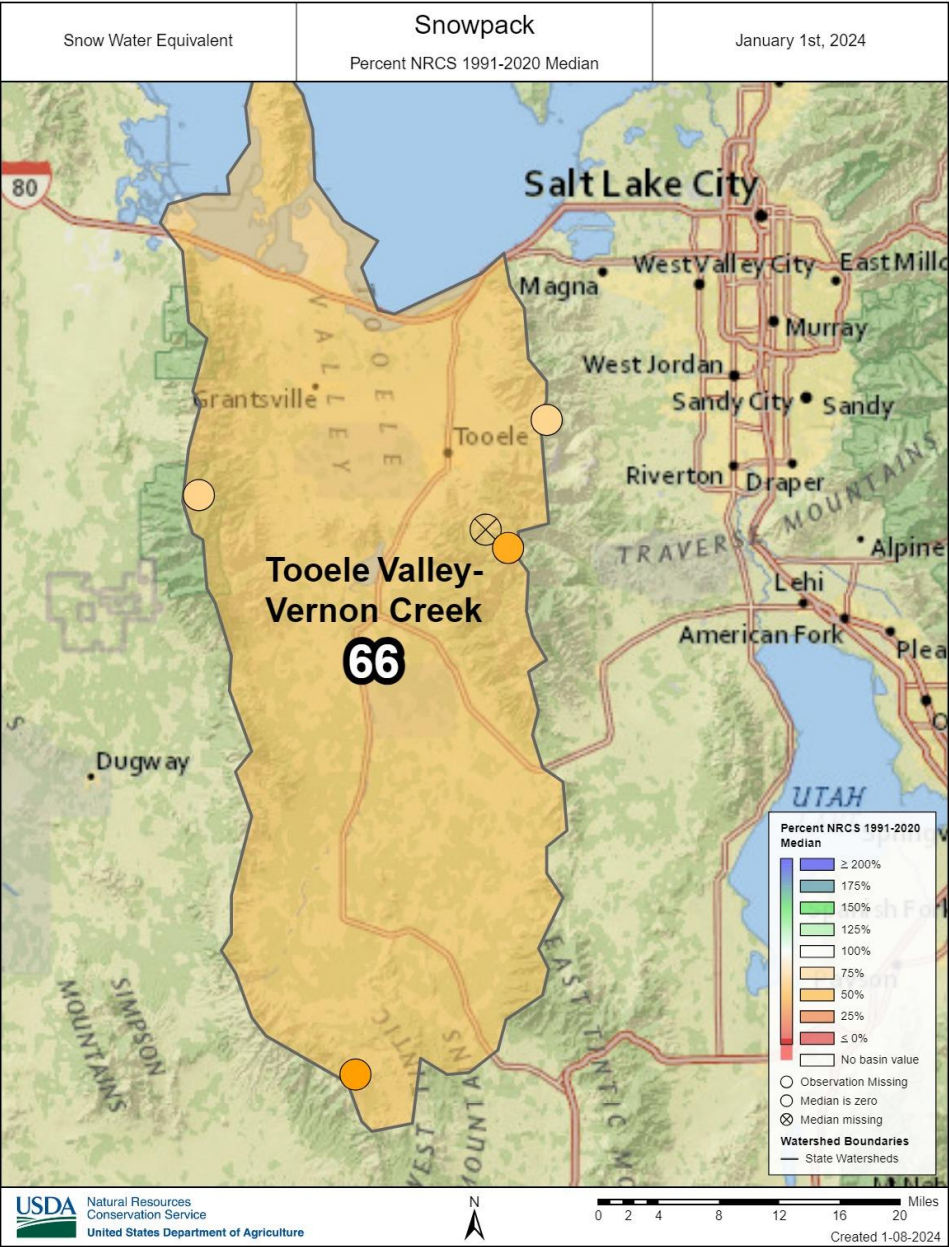 Snow Water Equivalent
Snowpack
Percent NRCS 1991-2020 Median
January 1st, 2024
80
Salt Lake City
West Valley City
East Millc
Magna
Murray
VALLEY
TOOELE
West Jordan
Grantsville
Sandy City
Sandy
Tooele
Riverton
Draper
TRAVERSE MOUNTAINS
Alpine
Tooele Valley-
Vernon Creek
66
Lehi
American Fork
Plea
S
Dugway
UTAH
Percent NRCS 1991-2020
Median
≥ 200%
175%
150%
125%
100%
75%
50%
25%
≤ 0%
No basin value
Observation Missing
Median is zero
Median missing
Watershed Boundaries
State Watersheds
Payson
SIMPSON
MOUNTAINS
EAST TINTIC MO
WEST TINTIC
MOUNTAINS
USDA
Natural Resources
Conservation Service
United States Department of Agriculture
N
Miles
0 2 4 8 12 16 20
Created 1-08-2024